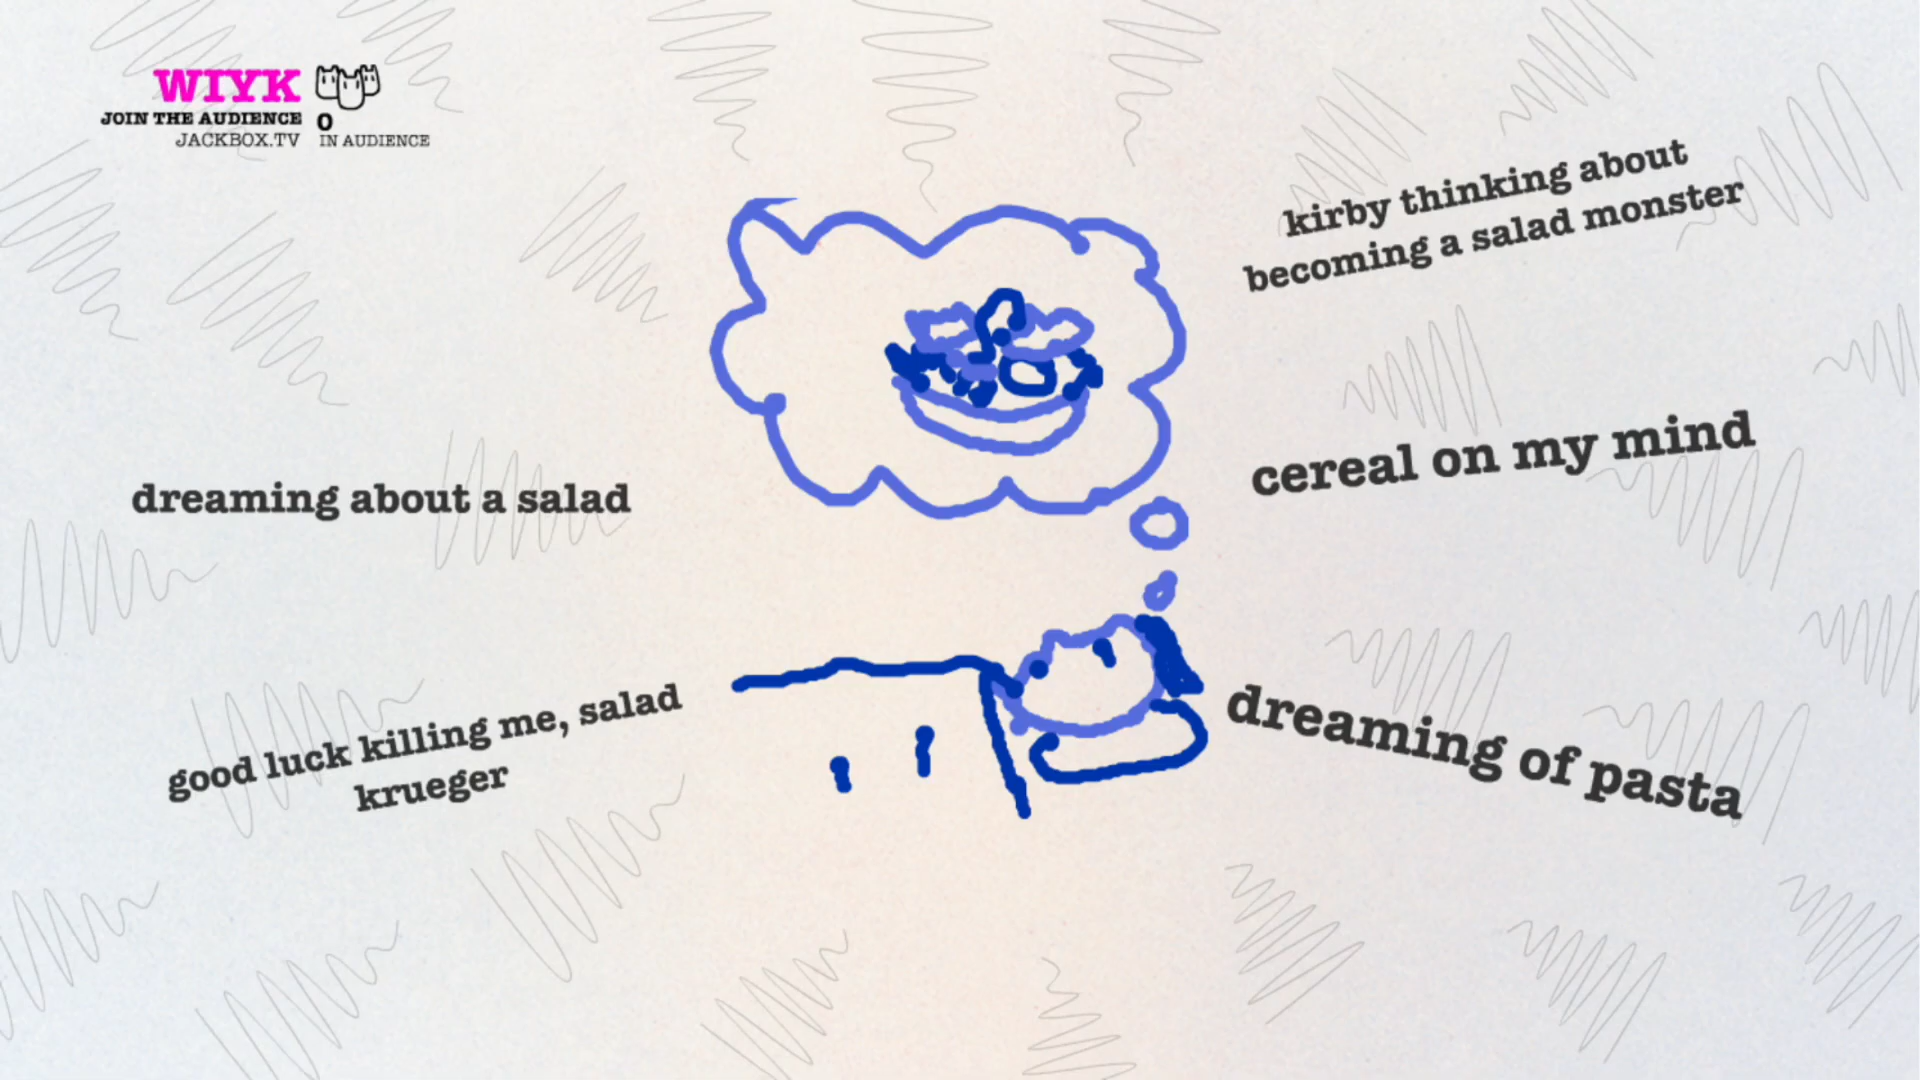 WIYK
JOIN THE AUDIENCE
JACKBOX.TV
0
IN AUDIENCE
kirby thinking about
becoming a salad monster
dreaming about a salad
cereal on my mind
good luck killing me, salad
krueger
dreaming of pasta